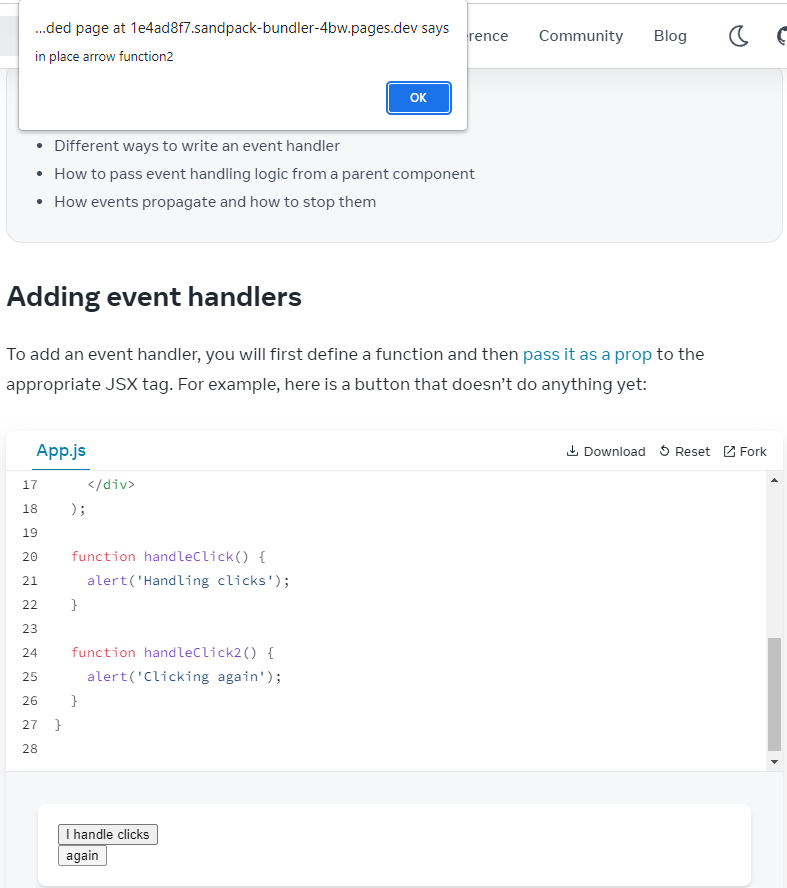 ...ded page at 1e4ad8f7.sandpack-bundler-4bw.pages.dev says
in place arrow function2
OK
erence Community Blog
• Different ways to write an event handler
• How to pass event handling logic from a parent component
• How events propagate and how to stop them
Adding event handlers
To add an event handler, you will first define a function and then pass it as a prop to the
appropriate JSX tag. For example, here is a button that doesn’t do anything yet:
App.js Download Reset Fork
17 </div>
18 );
19
20 function handleClick() {
21 alert('Handling clicks');
22 }
23
24 function handleClick2() {
25 alert('Clicking again');
26 }
27 }
28
I handle clicks
again